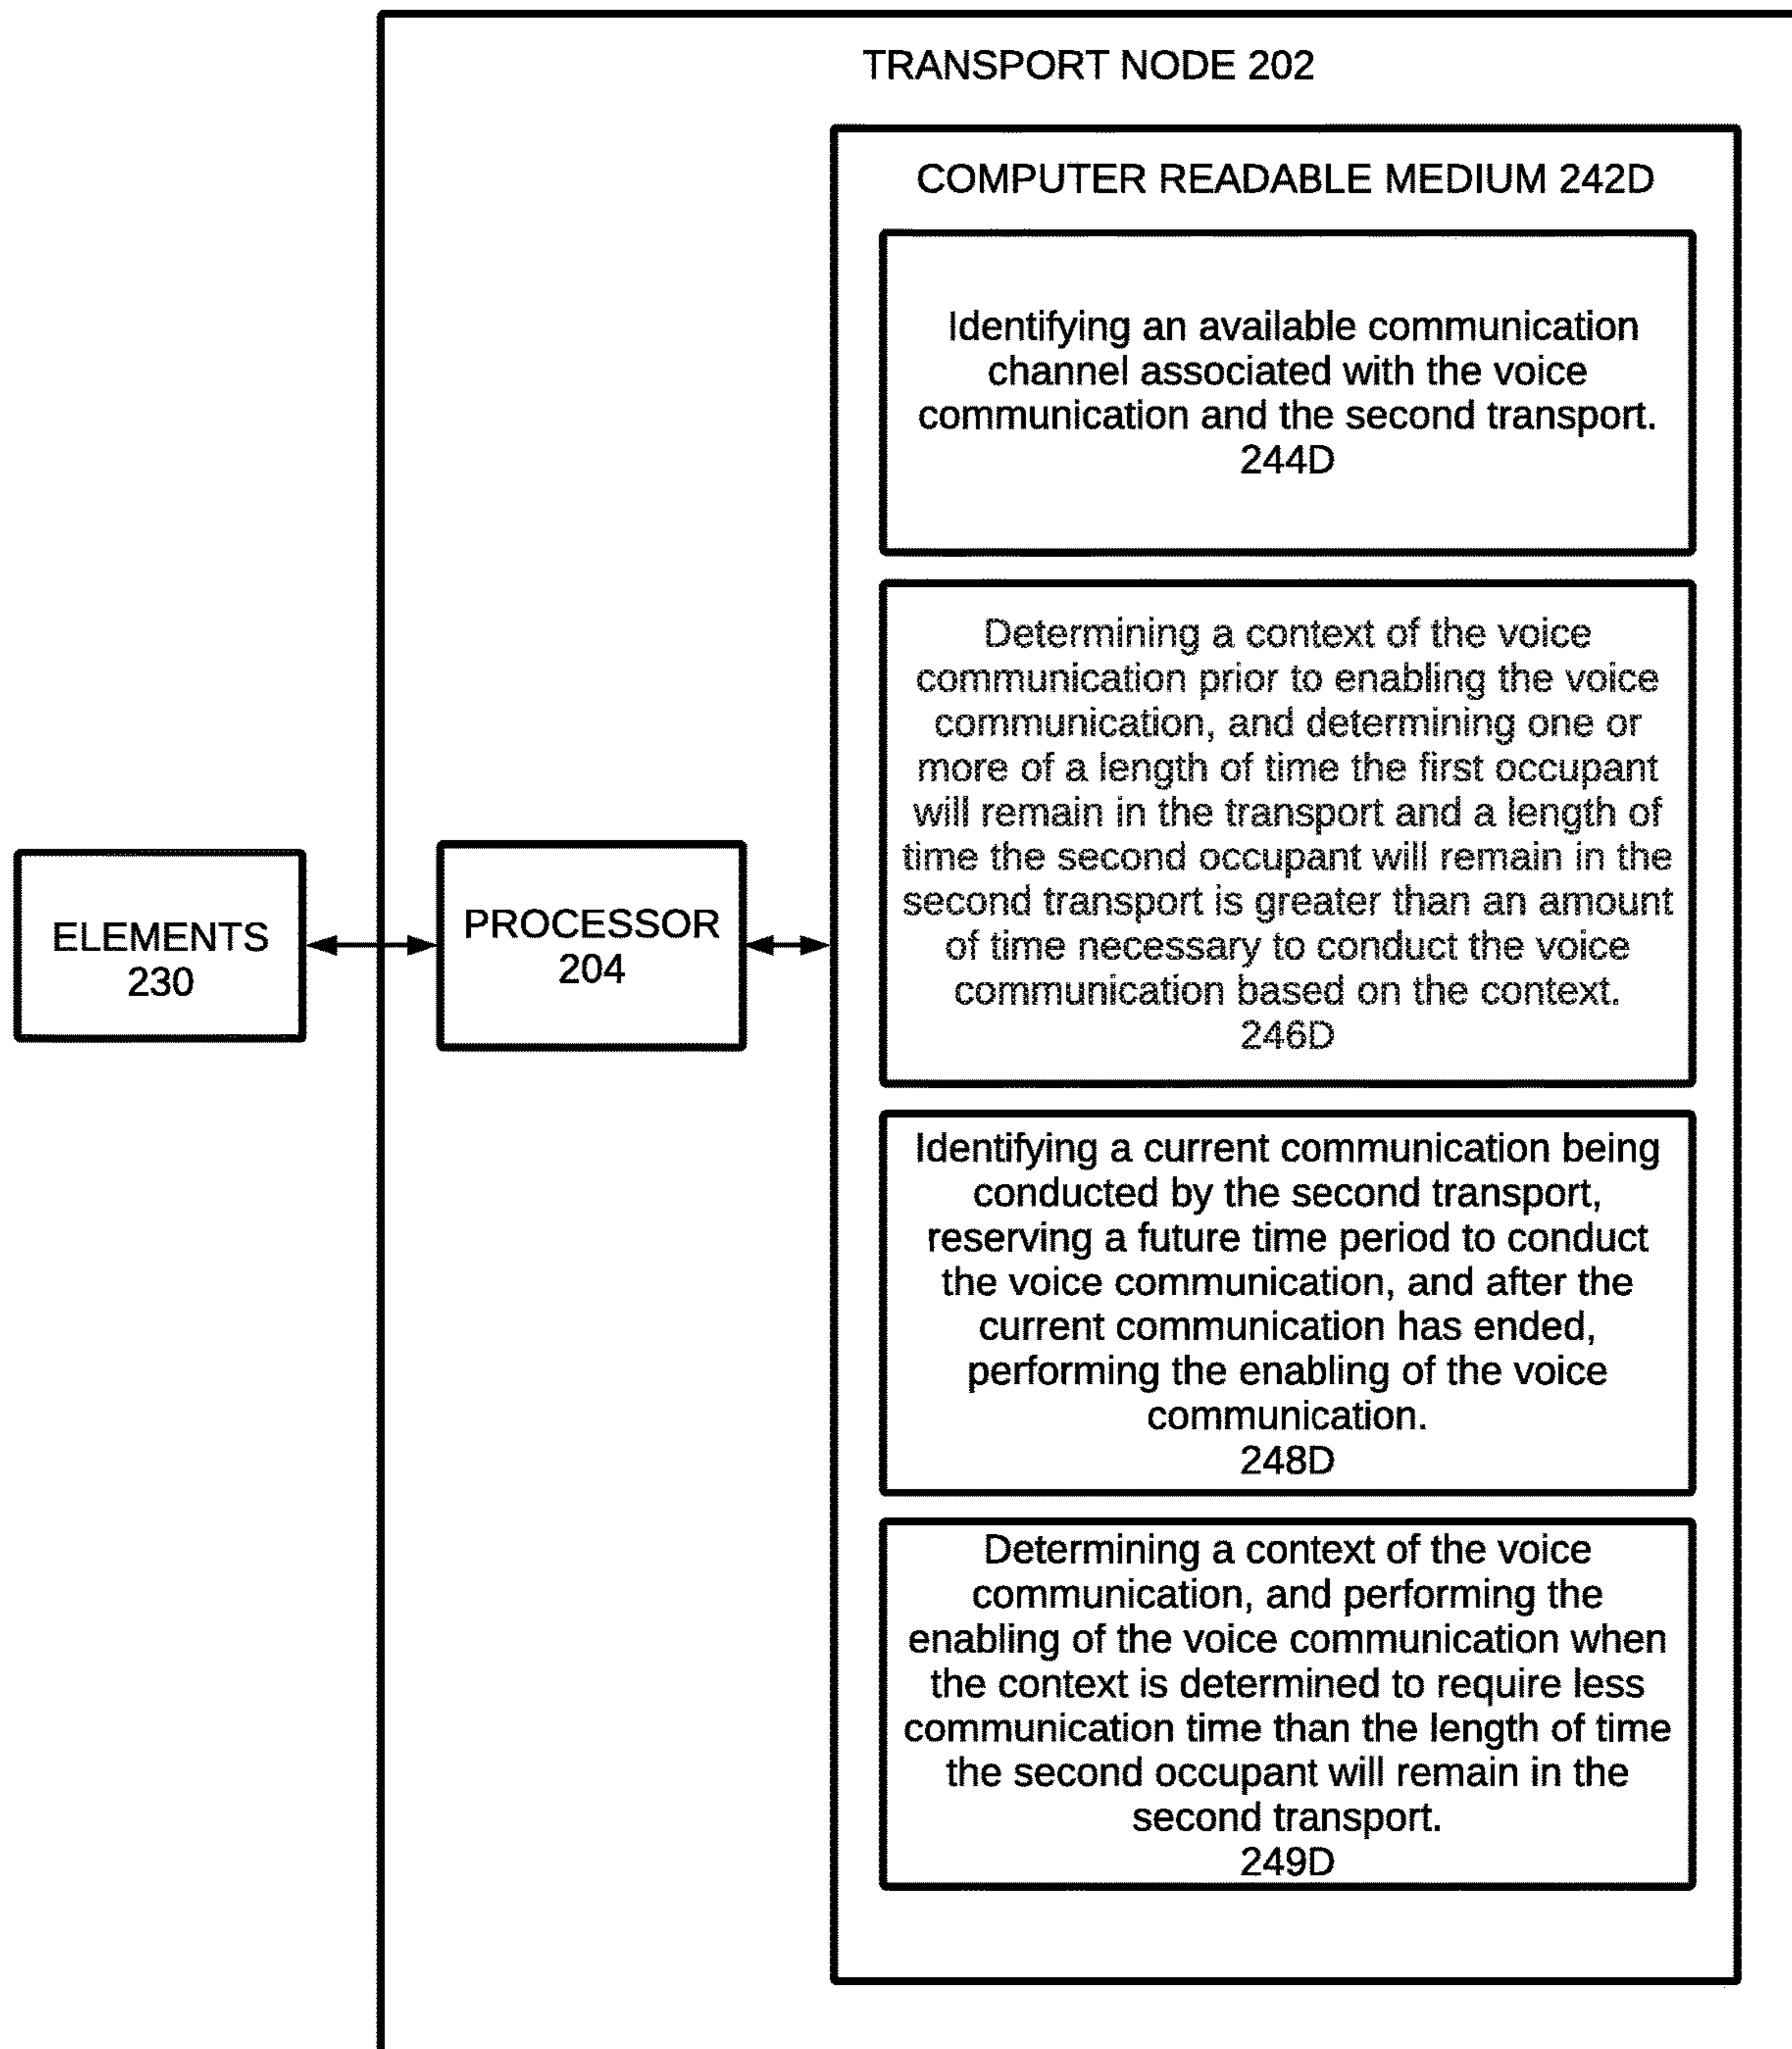 TRANSPORT NODE 202
COMPUTER READABLE MEDIUM 242D
Identifying an available communication
channel associated with the voice
communication and the second transport.
244D
Determining a context of the voice
communication prior to enabling the voice
communication, and determining one or
more of a length of time the first occupant
will remain in the transport and a length of
time the second occupant will remain in the
second transport is greater than an amount
of time necessary to conduct the voice
communication based on the context.
246D
ELEMENTS
230
PROCESSOR
204
Identifying a current communication being
conducted by the second transport,
reserving a future time period to conduct
the voice communication, and after the
current communication has ended,
performing the enabling of the voice
communication.
248D
Determining a context of the voice
communication, and performing the
enabling of the voice communication when
the context is determined to require less
communication time than the length of time
the second occupant will remain in the
second transport.
249D